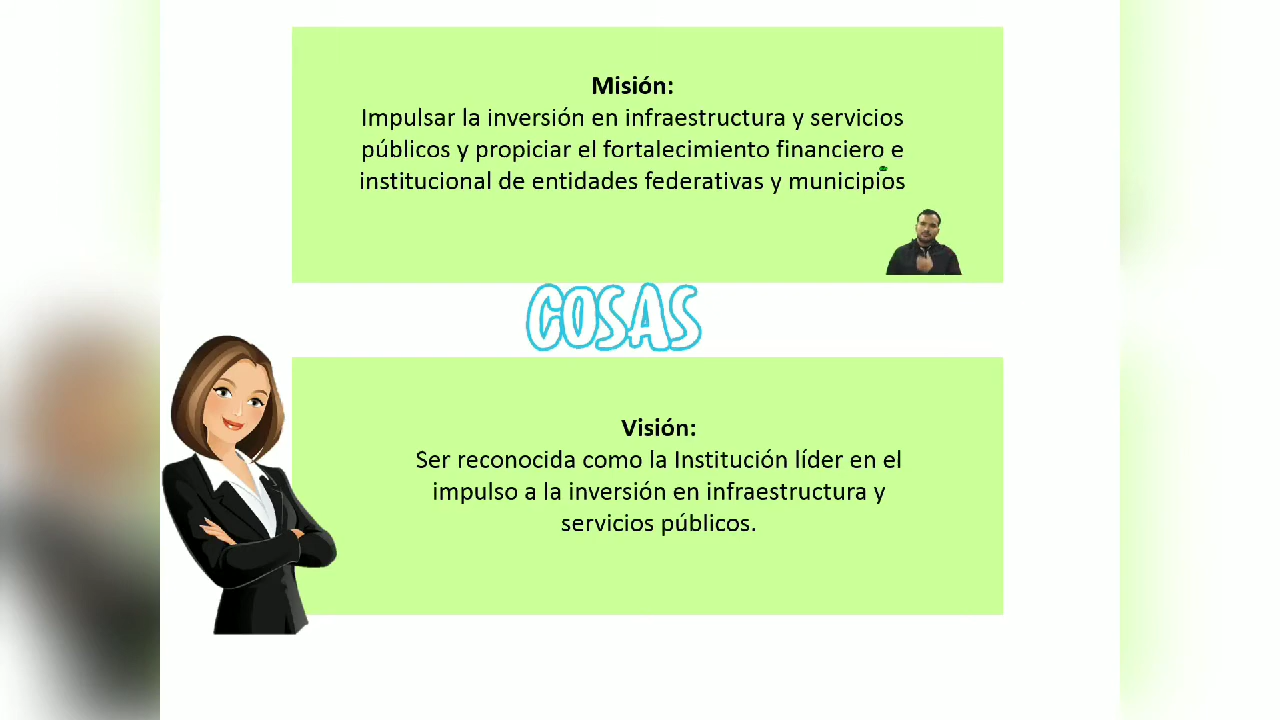 Misión:
Impulsar la inversión en infraestructura y servicios
públicos y propiciar el fortalecimiento financiero e
institucional de entidades federativas y municipios
COSAS
Visión:
Ser reconocida como la Institución líder en el
impulso a la inversión en infraestructura y
servicios públicos.